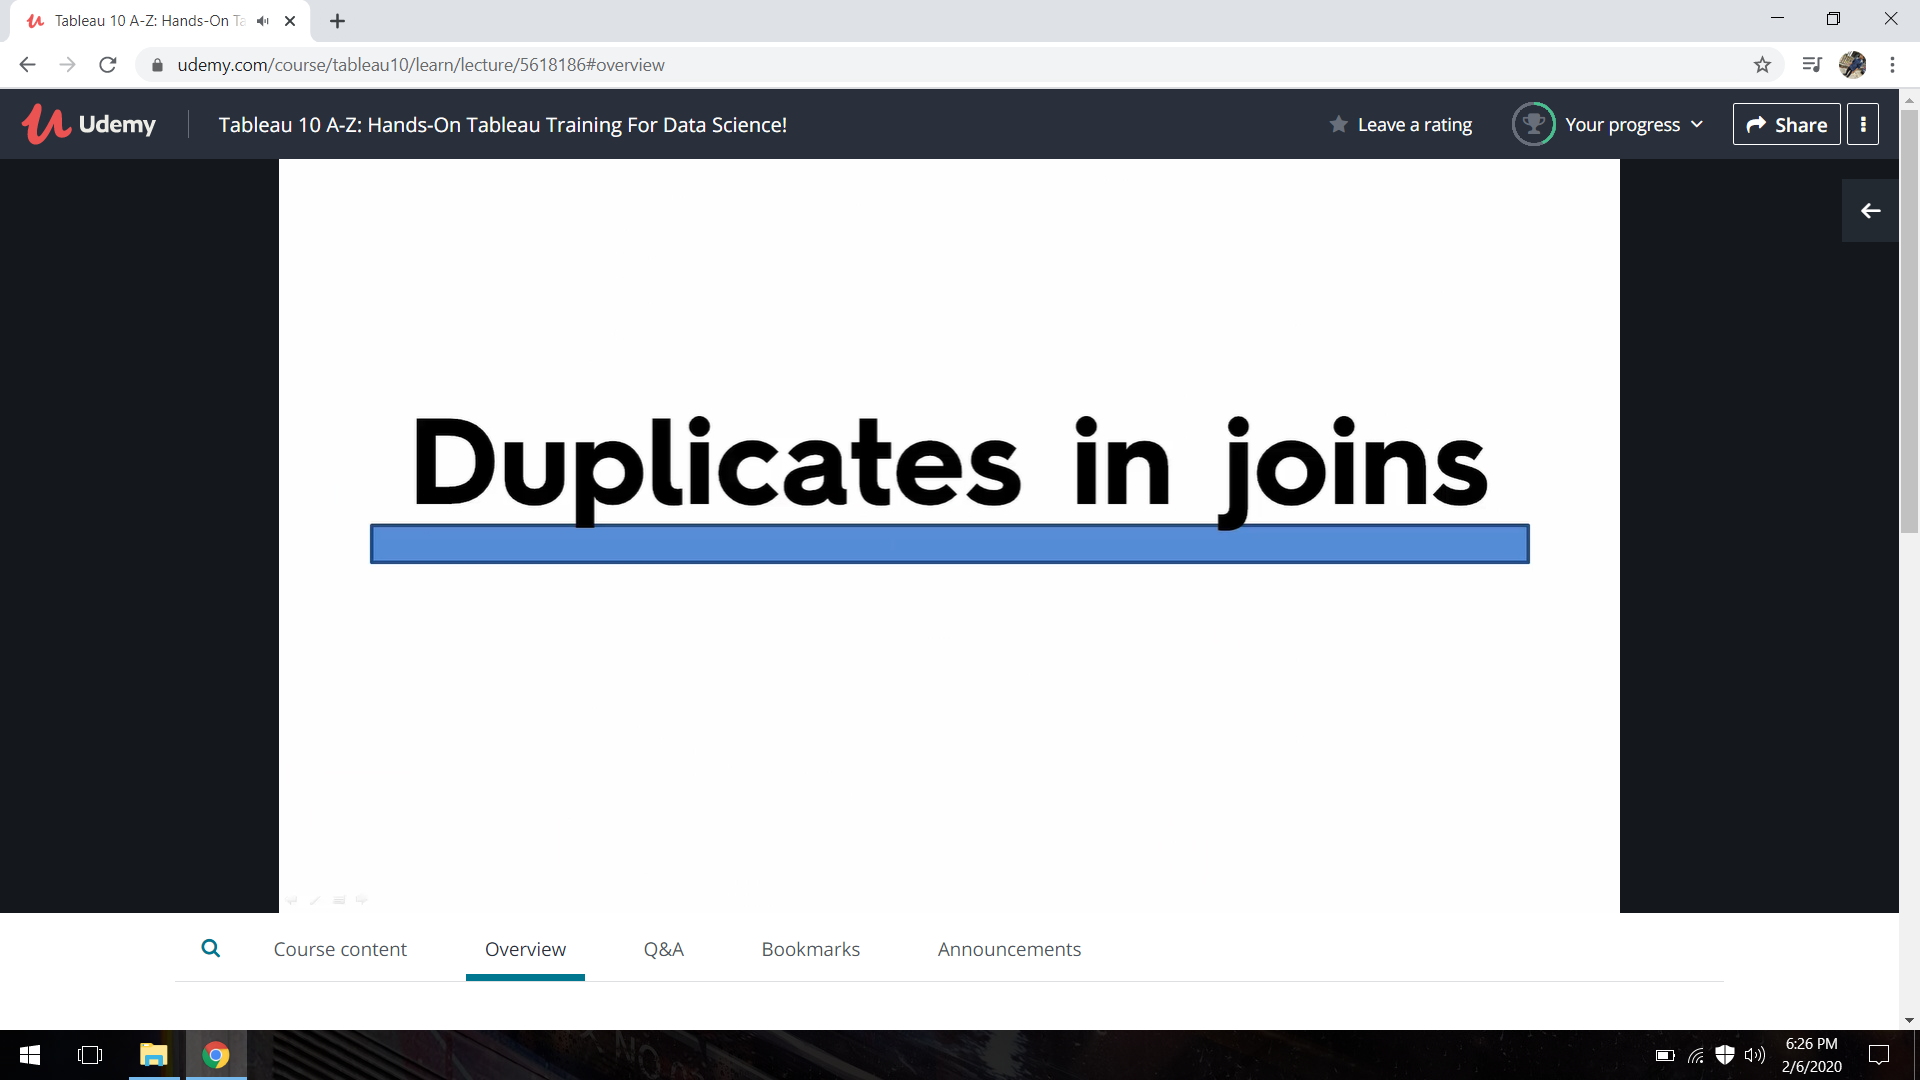 Tableau 10 A-Z: Hands-On Ta
udemy.com/course/tableau10/learn/lecture/5618186#overview
Udemy
Tableau 10 A-Z: Hands-On Tableau Training For Data Science!
Leave a rating
Your progress
Share
Duplicates in joins
Course content
Overview
Q&A
Bookmarks
Announcements
6:26 PM
2/6/2020